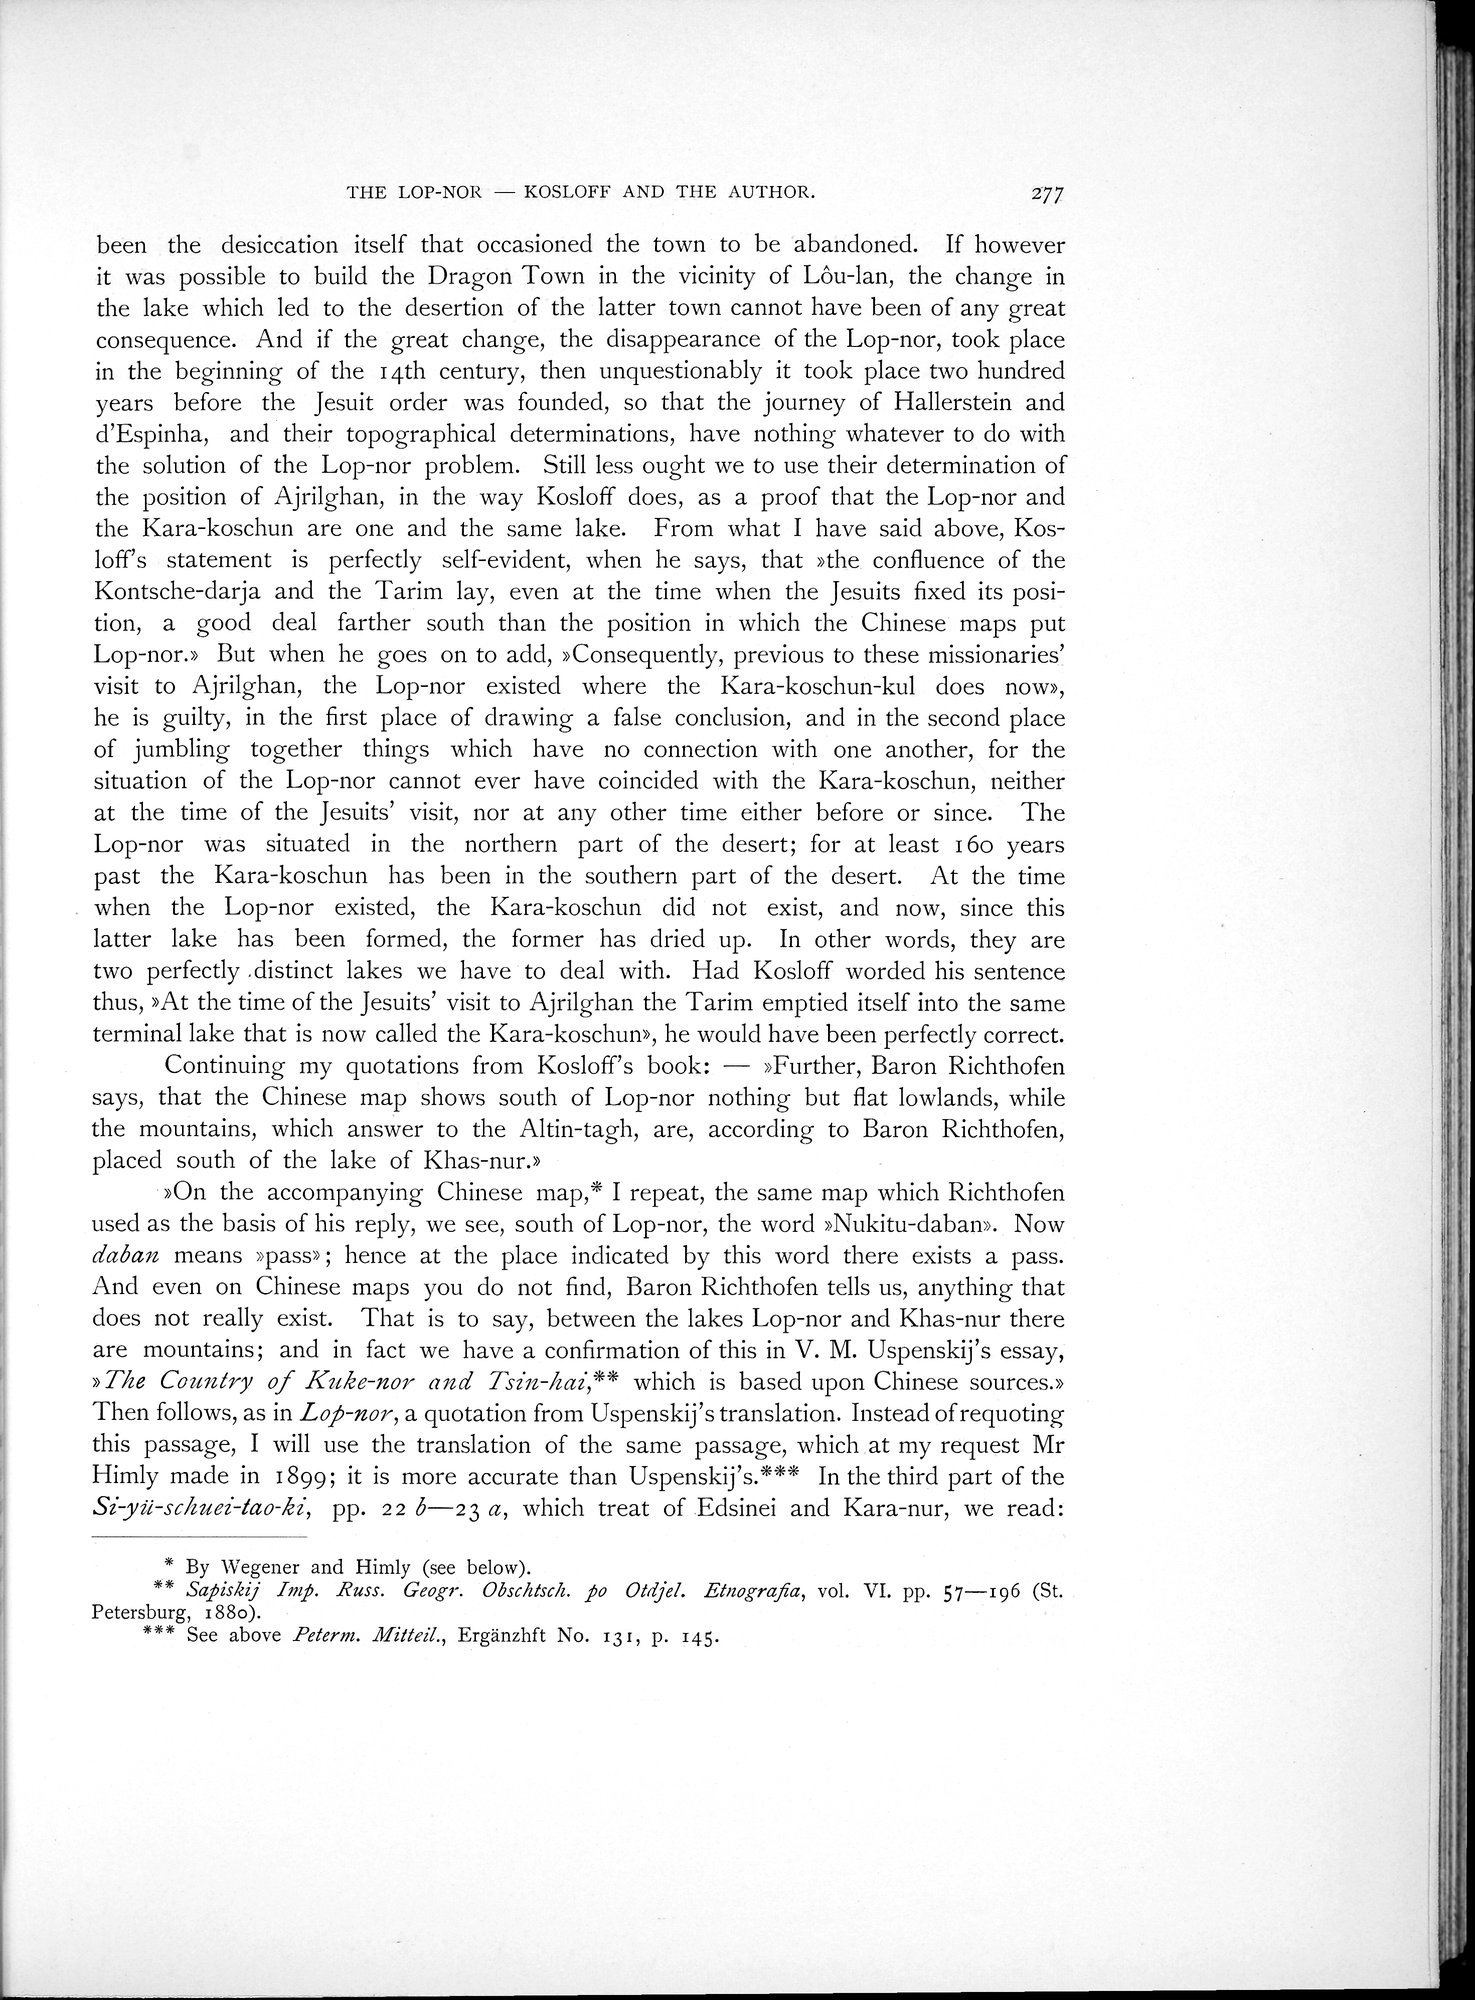 THE LOP-NOR — KOSLOFF AND THE AUTHOR. 277
been the desiccation itself that occasioned the town to be abandoned. If however
it was possible to build the Dragon Town in the vicinity of Lôu-lan, the change in
the lake which led to the desertion of the latter town cannot have been of any great
consequence. And if the great change, the disappearance of the Lop-nor, took place
in the beginning of the 14th century, then unquestionably it took place two hundred
years before the Jesuit order was founded, so that the journey of Hallerstein and
d'Espinha, and their topographical determinations, have nothing whatever to do with
the solution of the Lop-nor problem. Still less ought we to use their determination of
the position of Ajrilghan, in the way Kosloff does, as a proof that the Lop-nor and
the Kara-koschun are one and the same lake. From what I have said above, Kos-
loff's statement is perfectly self-evident, when he says, that »the confluence of the
Kontsche-darja and the Tarim lay, even at the time when the Jesuits fixed its posi-
tion, a good deal farther south than the position in which the Chinese maps put
Lop-nor.» But when he goes on to add, »Consequently, previous to these missionaries'
visit to Ajrilghan, the Lop-nor existed where the Kara-koschun-kul does now»,
he is guilty, in the first place of drawing a false conclusion, and in the second place
of jumbling together things which have no connection with one another, for the
situation of the Lop-nor cannot ever have coincided with the Kara-koschun, neither
at the time of the Jesuits' visit, nor at any other time either before or since. The
Lop-nor was situated in the northern part of the desert; for at least 160 years
past the Kara-koschun has been in the southern part of the desert. At the time
when the Lop-nor existed, the Kara-koschun did not exist, and now, since this
latter lake has been formed, the former has dried up. In other words, they are
two perfectly distinct lakes we have to deal with. Had Kosloff worded his sentence
thus, »At the time of the Jesuits' visit to Ajrilghan the Tarim emptied itself into the same
terminal lake that is now called the Kara-koschun», he would have been perfectly correct.
Continuing my quotations from Kosloff's book: — »Further, Baron Richthofen
says, that the Chinese map shows south of Lop-nor nothing but flat lowlands, while
the mountains, which answer to the Altin-tagh, are, according to Baron Richthofen,
placed south of the lake of Khas-nur.»
»On the accompanying Chinese map,* I repeat, the same map which Richthofen
used as the basis of his reply, we see, south of Lop-nor, the word »Nukitu-daban». Now
daban means »pass»; hence at the place indicated by this word there exists a pass.
And even on Chinese maps you do not find, Baron Richthofen tells us, anything that
does not really exist. That is to say, between the lakes Lop-nor and Khas-nur there
are mountains; and in fact we have a confirmation of this in V. M. Uspenskij's essay,
»The Country of Kuke-nor and Tsin-hai,** which is based upon Chinese sources.»
Then follows, as in Lop-nor, a quotation from Uspenskij's translation. Instead of requoting
this passage, I will use the translation of the same passage, which at my request Mr
Himly made in 1899; it is more accurate than Uspenskij's.*** In the third part of the
Si-yü-schuei-tao-ki, pp. 22 b—23 a, which treat of Edsinei and Kara-nur, we read:
* By Wegener and Himly (see below).
** Sapiskij Imp. Russ. Geogr. Obschtsch. po Otdjel. Etnografia, vol. VI. pp. 57—196 (St.
Petersburg, 1880).
*** See above Peterm. Mitteil., Ergänzhft No. 131, p. 145.